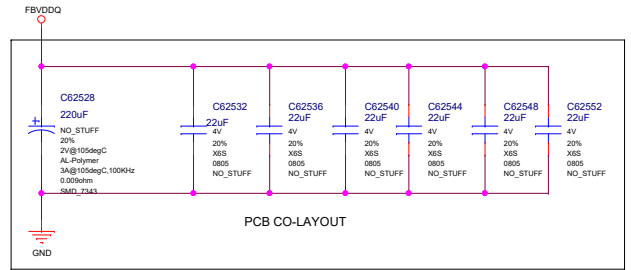 FBVDDQ
C62528
220uF
NO_STUFF
20%
2V@105degC
AL-Polymer
3A@105degC,100KHz
0.009ohm
SMD_7343
C62532
22uF
4V
20%
X6S
0805
NO_STUFF
C62536
22uF
4V
20%
X6S
0805
NO_STUFF
C62540
22uF
4V
20%
X6S
0805
NO_STUFF
C62544
22uF
4V
20%
X6S
0805
NO_STUFF
C62548
22uF
4V
20%
X6S
0805
NO_STUFF
C62552
22uF
4V
20%
X6S
0805
NO_STUFF
PCB CO-LAYOUT
GND